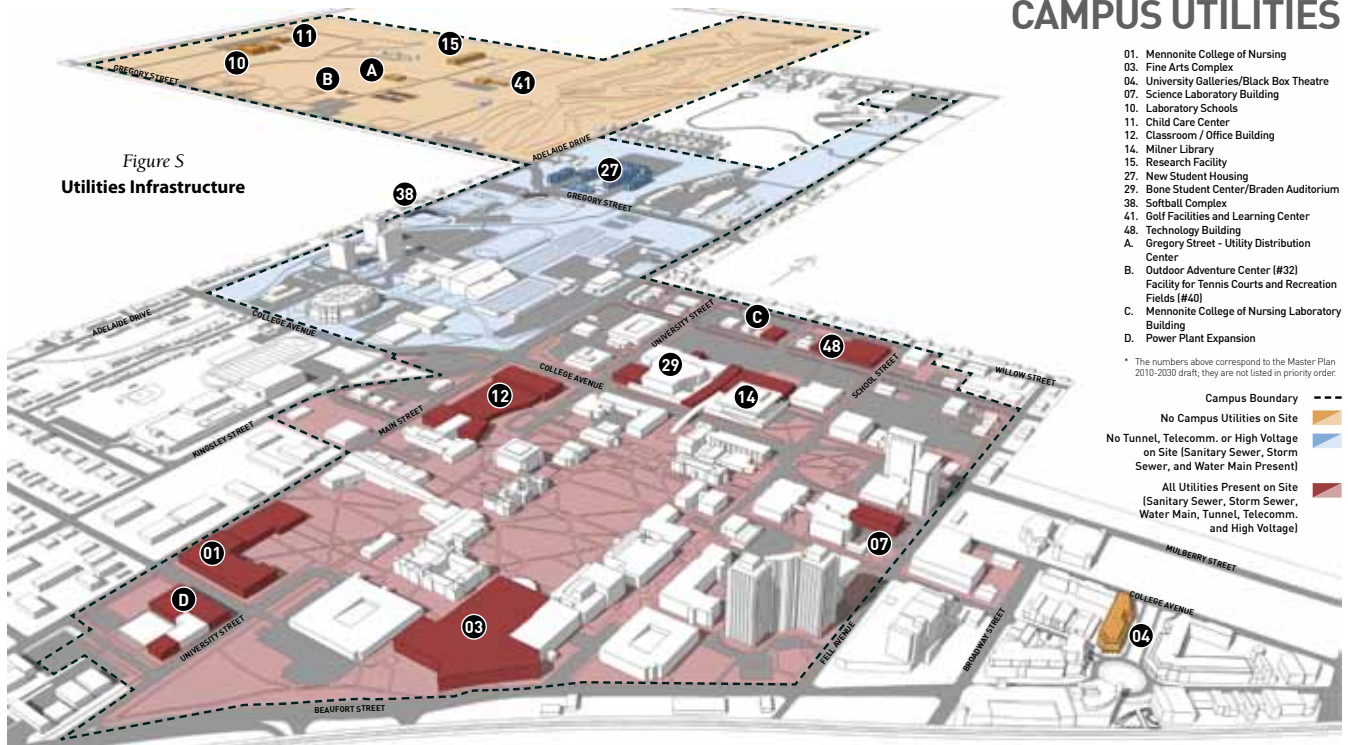 CAMPUS UTILITIES
01. Mennonite College of Nursing
03. Fine Arts Complex
04. University Galleries/Black Box Theatre
07. Science Laboratory Building
10. Laboratory Schools
11. Child Care Center
12. Classroom / Office Building
14. Milner Library
15. Research Facility
27. New Student Housing
29. Bone Student Center/Braden Auditorium
38. Softball Complex
41. Golf Facilities and Learning Center
48. Technology Building
A. Gregory Street - Utility Distribution
Center
B. Outdoor Adventure Center (#32)
Facility for Tennis Courts and Recreation
Fields (#40)
C. Mennonite College of Nursing Laboratory
Building
D. Power Plant Expansion
* The numbers above correspond to the Master Plan
2010-2030 draft; they are not listed in priority order.
Campus Boundary
No Campus Utilities on Site
No Tunnel, Telecomm. or High Voltage
on Site (Sanitary Sewer, Storm
Sewer, and Water Main Present)
All Utilities Present on Site
(Sanitary Sewer, Storm Sewer,
Water Main, Tunnel, Telecomm.
and High Voltage)
Figure S
Utilities Infrastructure
11
10
15
A
B
41
GREGORY STREET
ADELAIDE DRIVE
27
38
GREGORY STREET
ADELAIDE DRIVE
COLLEGE AVENUE
UNIVERSITY STREET
C
48
29
SCHOOL STREET
WILLOW STREET
COLLEGE AVENUE
12
14
MAIN STREET
KINGSLEY STREET
01
07
MULBERRY STREET
D
UNIVERSITY STREET
03
FELL AVENUE
BROADWAY STREET
COLLEGE AVENUE
04
BEAUFORT STREET